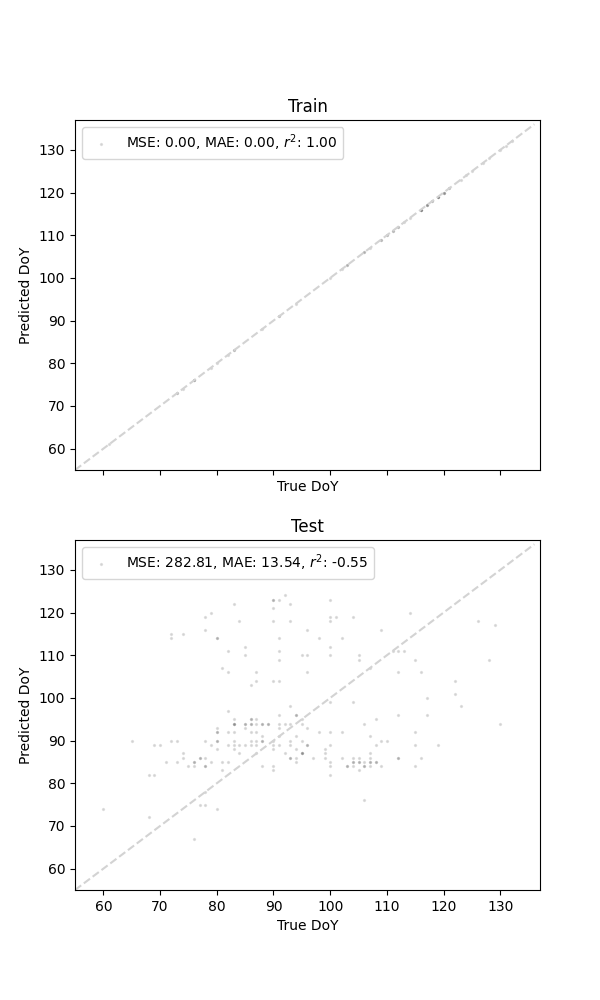 Train
MSE: 0.00, MAE: 0.00, r²: 1.00
130
120
110
100
90
80
70
60
Predicted DoY
True DoY
Test
MSE: 282.81, MAE: 13.54, r²: -0.55
130
120
110
100
90
80
70
60
Predicted DoY
60 70 80 90 100 110 120 130
True DoY